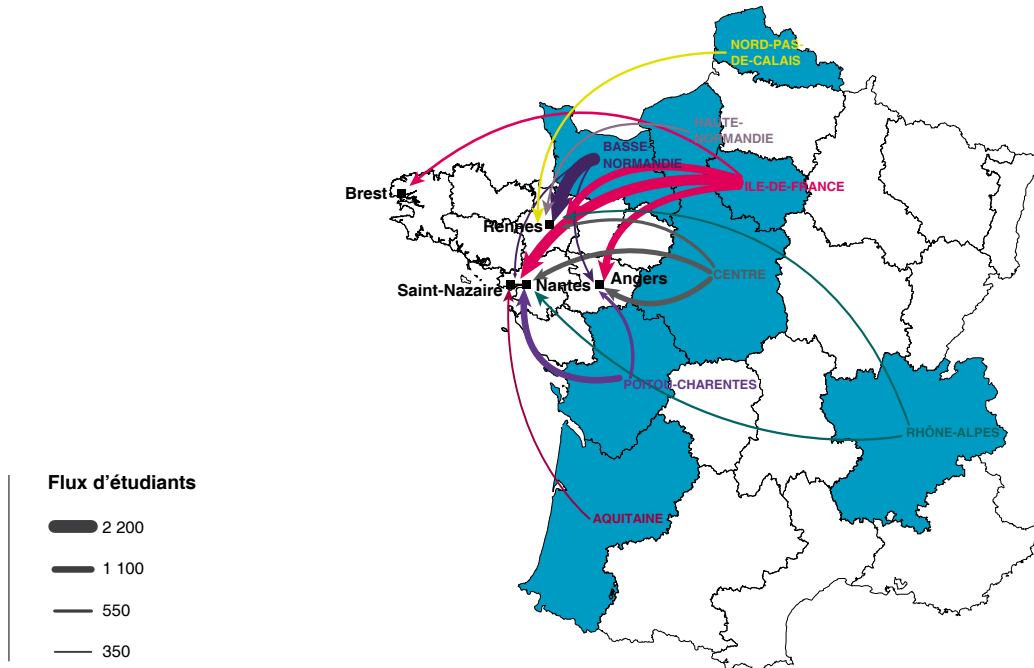 NORD-PAS-
DE-CALAIS
HAUTE-
NORMANDIE
BASSE-
NORMANDIE
ILE-DE-FRANCE
Brest
Rennes
CENTRE
Saint-Nazaire
Nantes
Angers
POITOU-CHARENTES
RHÔNE-ALPES
AQUITAINE
Flux d'étudiants
2 200
1 100
550
350